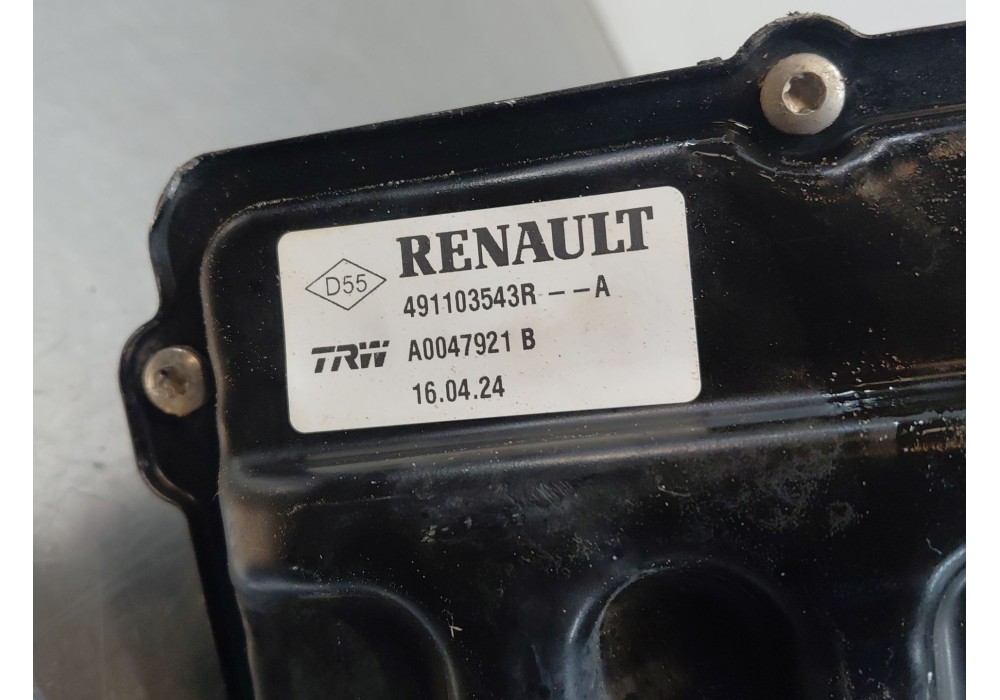 RENAULT
D55
491103543R -- A
TRW A0047921 B
16.04.24